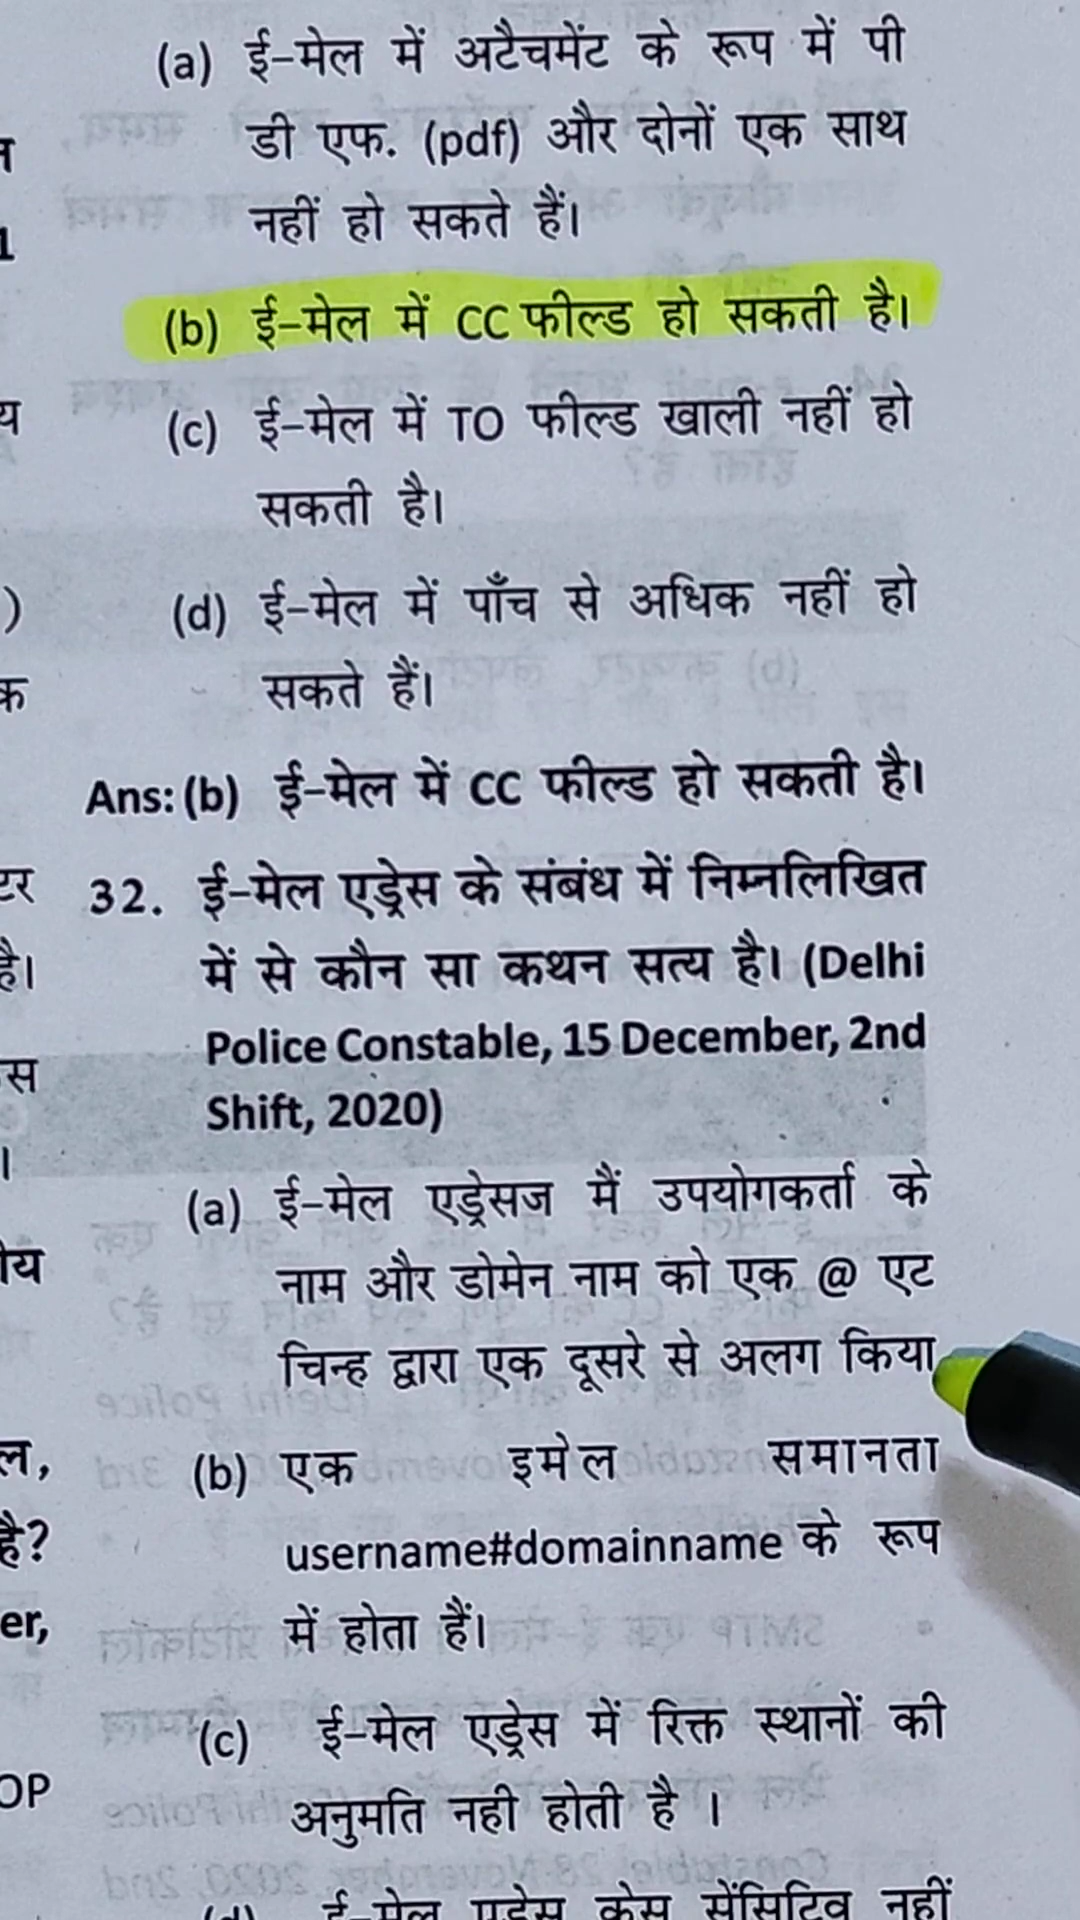 (a) ई-मेल में अटैचमेंट के रूप में पी
डी एफ. (pdf) और दोनों एक साथ
नहीं हो सकते हैं।
(b) ई-मेल में CC फील्ड हो सकती है।
(c) ई-मेल में TO फील्ड खाली नहीं हो
सकती है।
(d) ई-मेल में पाँच से अधिक नहीं हो
सकते हैं।
Ans: (b) ई-मेल में CC फील्ड हो सकती है।
32. ई-मेल एड्रेस के संबंध में निम्नलिखित
में से कौन सा कथन सत्य है। (Delhi
Police Constable, 15 December, 2nd
Shift, 2020)
(a) ई-मेल एड्रेसज मैं उपयोगकर्ता के
नाम और डोमेन नाम को एक @ एट
चिन्ह द्वारा एक दूसरे से अलग किया
(b) एक इमेल समानता
username#domainname के रूप
में होता हैं।
(c) ई-मेल एड्रेस में रिक्त स्थानों की
अनुमति नही होती है ।
(d) ई-मेल एड्रेस केस सेंसिटिव नहीं